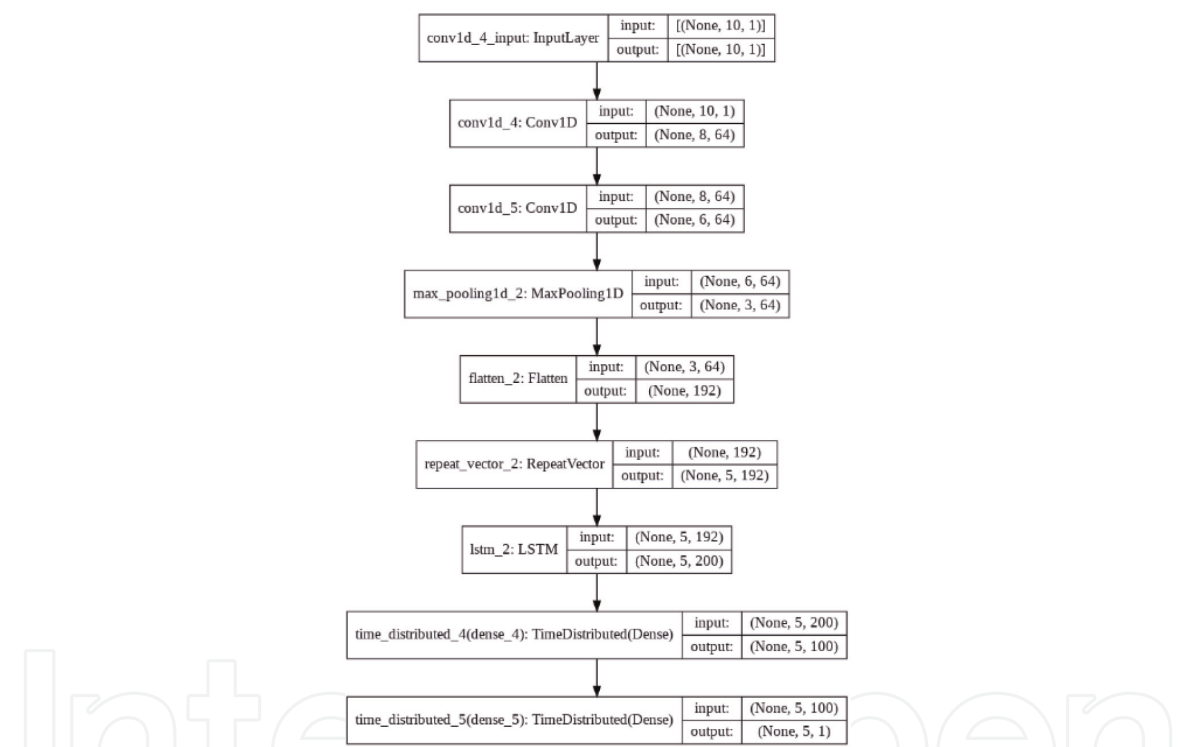 conv1d_4_input: InputLayer input: [(None, 10, 1)]
output: [(None, 10, 1)]
conv1d_4: Conv1D input: (None, 10, 1)
output: (None, 8, 64)
conv1d_5: Conv1D input: (None, 8, 64)
output: (None, 6, 64)
max_pooling1d_2: MaxPooling1D input: (None, 6, 64)
output: (None, 3, 64)
flatten_2: Flatten input: (None, 3, 64)
output: (None, 192)
repeat_vector_2: RepeatVector input: (None, 192)
output: (None, 5, 192)
lstm_2: LSTM input: (None, 5, 192)
output: (None, 5, 200)
time_distributed_4(dense_4): TimeDistributed(Dense) input: (None, 5, 200)
output: (None, 5, 100)
time_distributed_5(dense_5): TimeDistributed(Dense) input: (None, 5, 100)
output: (None, 5, 1)